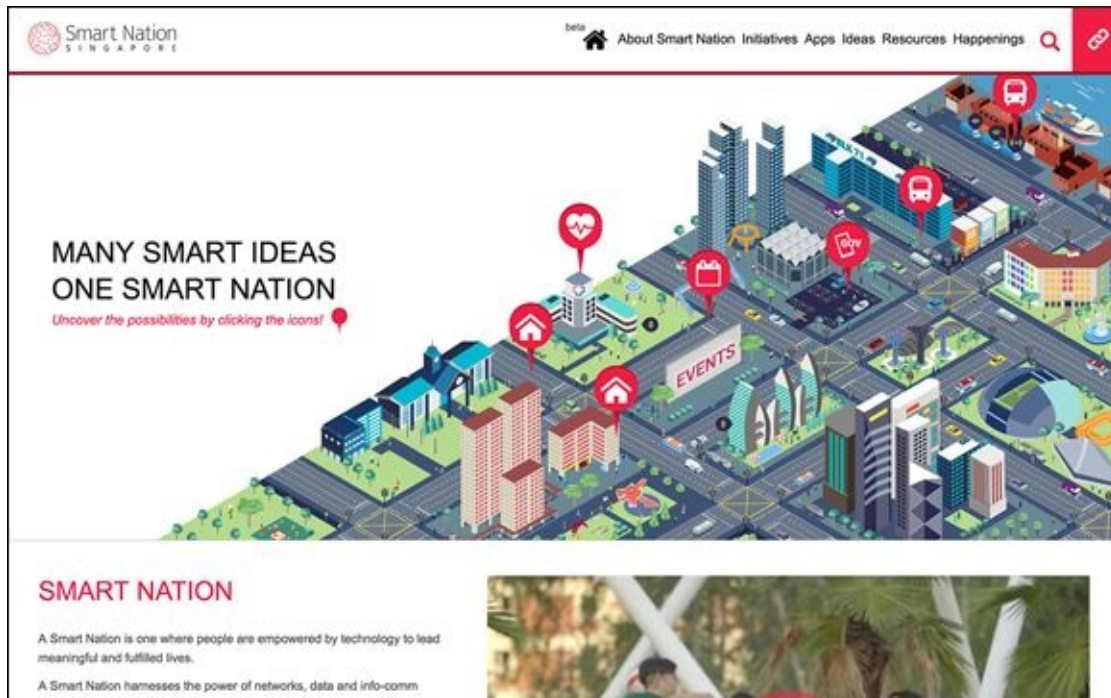 Smart Nation
SINGAPORE
beta
About Smart Nation Initiatives Apps Ideas Resources Happenings
BLK 71
GOV
MANY SMART IDEAS
ONE SMART NATION
Uncover the possibilities by clicking the icons!
EVENTS
SMART NATION
A Smart Nation is one where people are empowered by technology to lead
meaningful and fulfilled lives.
A Smart Nation harnesses the power of networks, data and info-comm